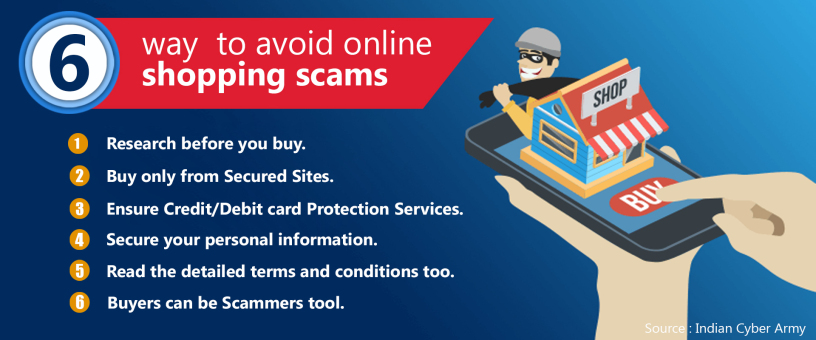 6
way to avoid online
shopping scams
1 Research before you buy.
2 Buy only from Secured Sites.
3 Ensure Credit/Debit card Protection Services.
4 Secure your personal information.
5 Read the detailed terms and conditions too.
6 Buyers can be Scammers tool.
SHOP
BUY
Source : Indian Cyber Army